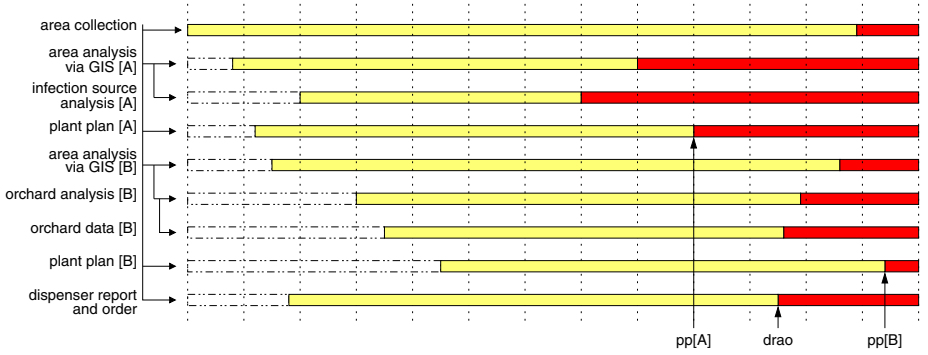 area collection
area analysis
via GIS [A]
infection source
analysis [A]
plant plan [A]
area analysis
via GIS [B]
orchard analysis [B]
orchard data [B]
plant plan [B]
dispenser report
and order
pp[A]
drao
pp[B]